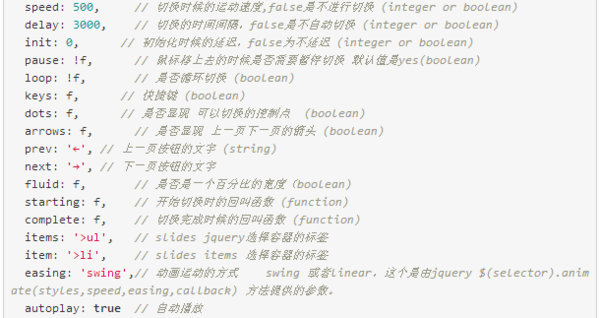 speed: 500,    // 切换时候的运动速度,false是不进行切换 (integer or boolean)
delay: 3000,    // 切换的时间间隔，false是不自动切换 (integer or boolean)
init: 0,    // 初始化时候的延迟，false为不延迟 (integer or boolean)
pause: !f,    // 鼠标移上去的时候是否需要暂停切换 默认值是yes(boolean)
loop: !f,    // 是否循环切换 (boolean)
keys: f,    // 快捷键 (boolean)
dots: f,    // 是否显现 可以切换的控制点  (boolean)
arrows: f,    // 是否显现 上一页下一页的箭头 (boolean)
prev: '←', // 上一页按钮的文字 (string)
next: '→', // 下一页按钮的文字
fluid: f,    // 是否是一个百分比的宽度 (boolean)
starting: f,    // 开始切换时的回叫函数 (function)
complete: f,    // 切换完成时候的回叫函数 (function)
items: '>ul',   // slides jquery选择容器的标签
item: '>li',    // slides items 选择容器的标签
easing: 'swing',// 动画运动的方式    swing 或者linear．这个是由jquery $(selector).anim
ate(styles,speed,easing,callback) 方法提供的参数．
autoplay: true  // 自动播放